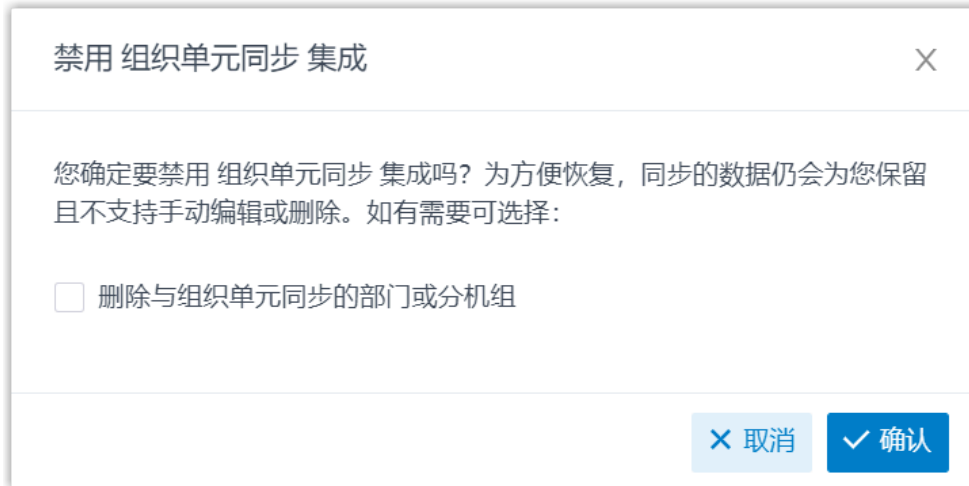 禁用 组织单元同步 集成
您确定要禁用 组织单元同步 集成吗？为方便恢复，同步的数据仍会为您保留
且不支持手动编辑或删除。如有需要可选择：
删除与组织单元同步的部门或分机组
取消
确认